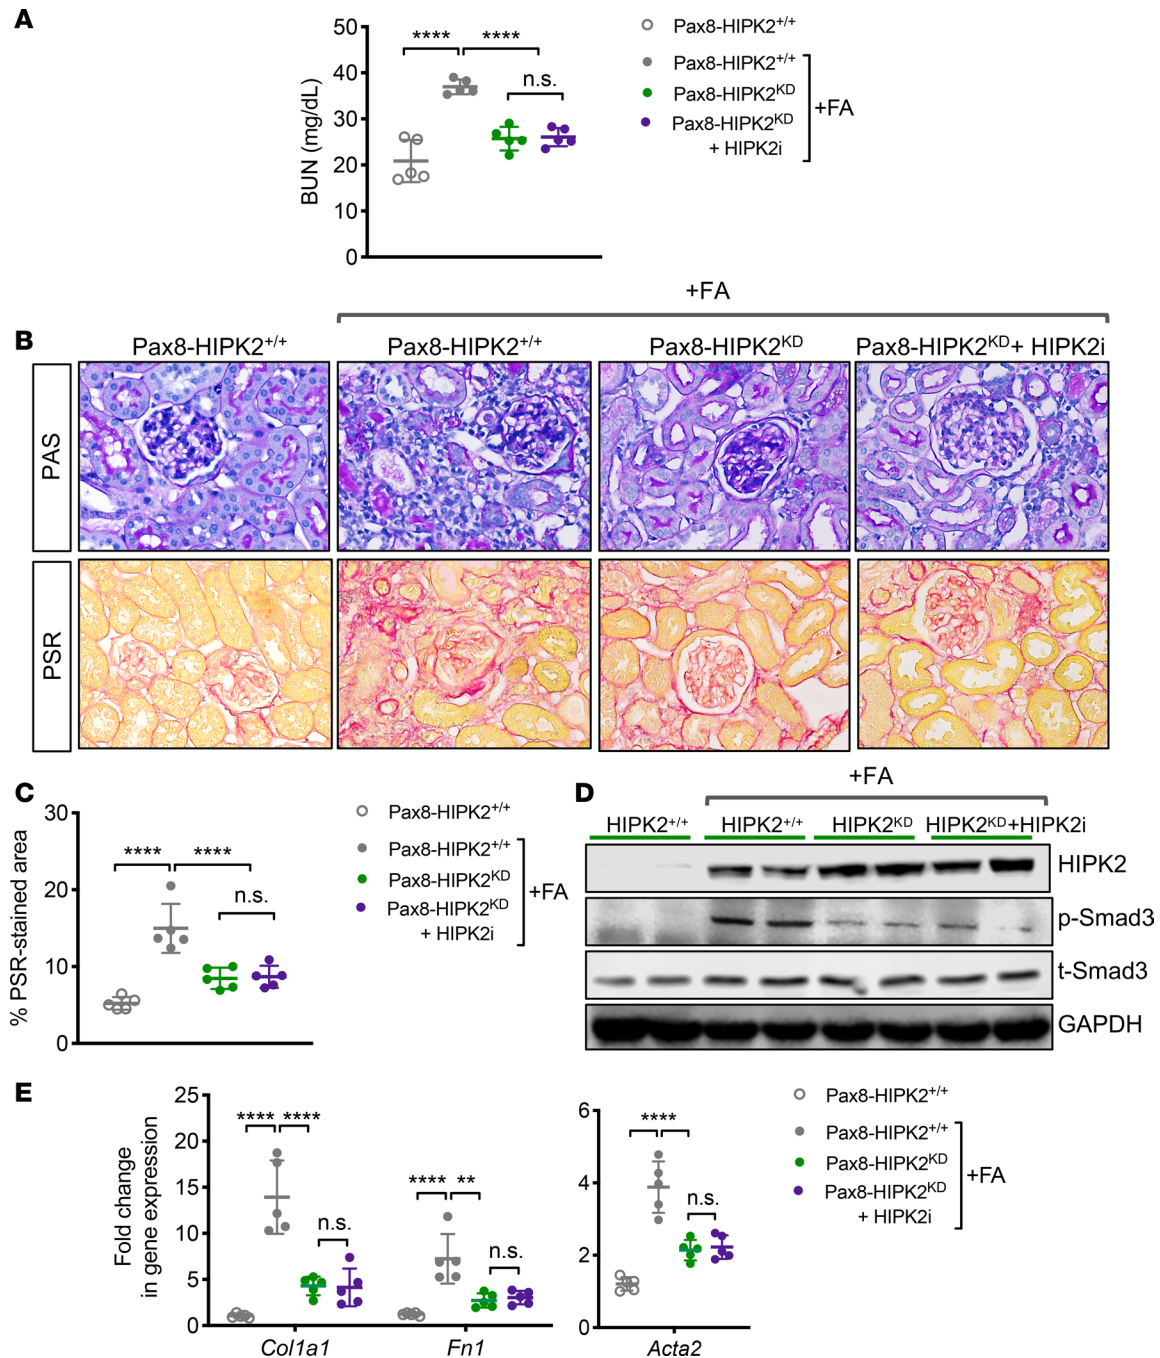 A
BUN (mg/dL)
50
40
30
20
10
0
****
****
n.s.
Pax8-HIPK2+/+
Pax8-HIPK2+/+
Pax8-HIPK2KD
Pax8-HIPK2KD
+ HIPK2i
+FA
+FA
B
Pax8-HIPK2+/+
Pax8-HIPK2+/+
Pax8-HIPK2KD
Pax8-HIPK2KD+ HIPK2i
PAS
PSR
C
% PSR-stained area
30
20
10
0
****
****
n.s.
Pax8-HIPK2+/+
Pax8-HIPK2+/+
Pax8-HIPK2KD
Pax8-HIPK2KD
+ HIPK2i
+FA
D
+FA
HIPK2+/+
HIPK2+/+
HIPK2KD
HIPK2KD+HIPK2i
HIPK2
p-Smad3
t-Smad3
GAPDH
E
Fold change
in gene expression
25
20
15
10
5
0
****
****
n.s.
****
**
n.s.
Col1a1
Fn1
6
4
2
0
****
n.s.
Acta2
Pax8-HIPK2+/+
Pax8-HIPK2+/+
Pax8-HIPK2KD
Pax8-HIPK2KD
+ HIPK2i
+FA